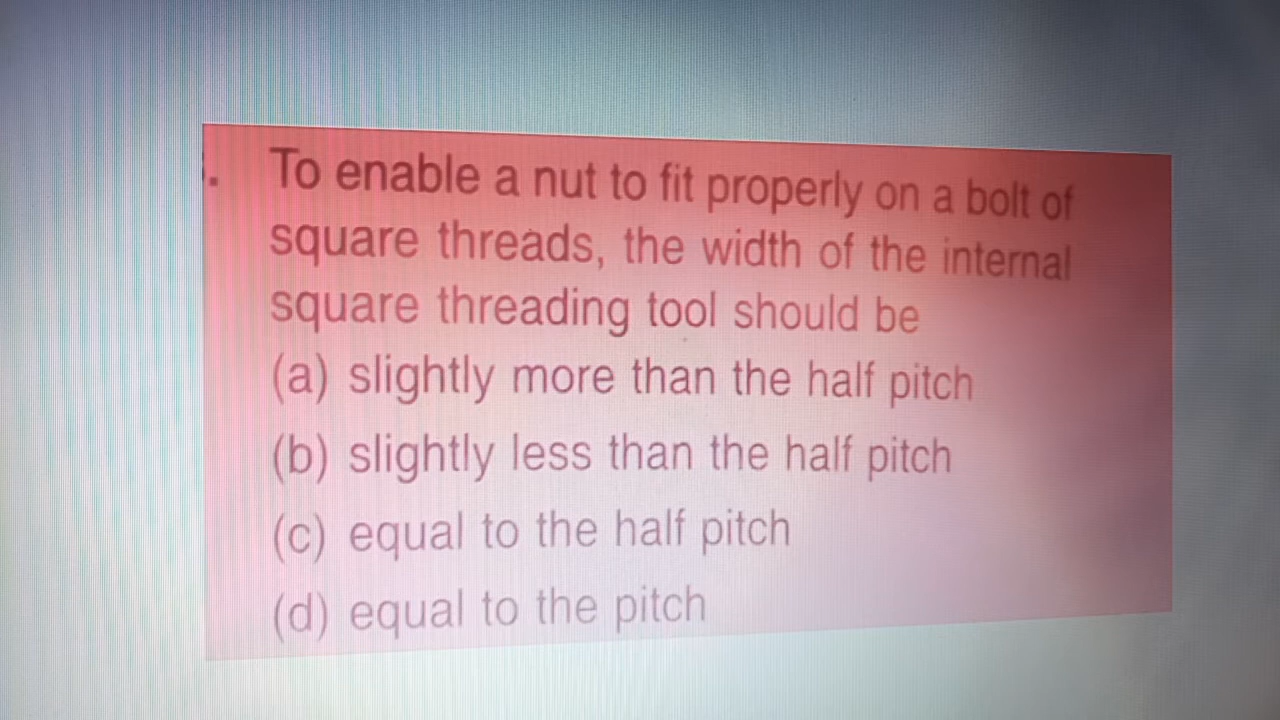 . To enable a nut to fit properly on a bolt of
square threads, the width of the internal
square threading tool should be
(a) slightly more than the half pitch
(b) slightly less than the half pitch
(c) equal to the half pitch
(d) equal to the pitch